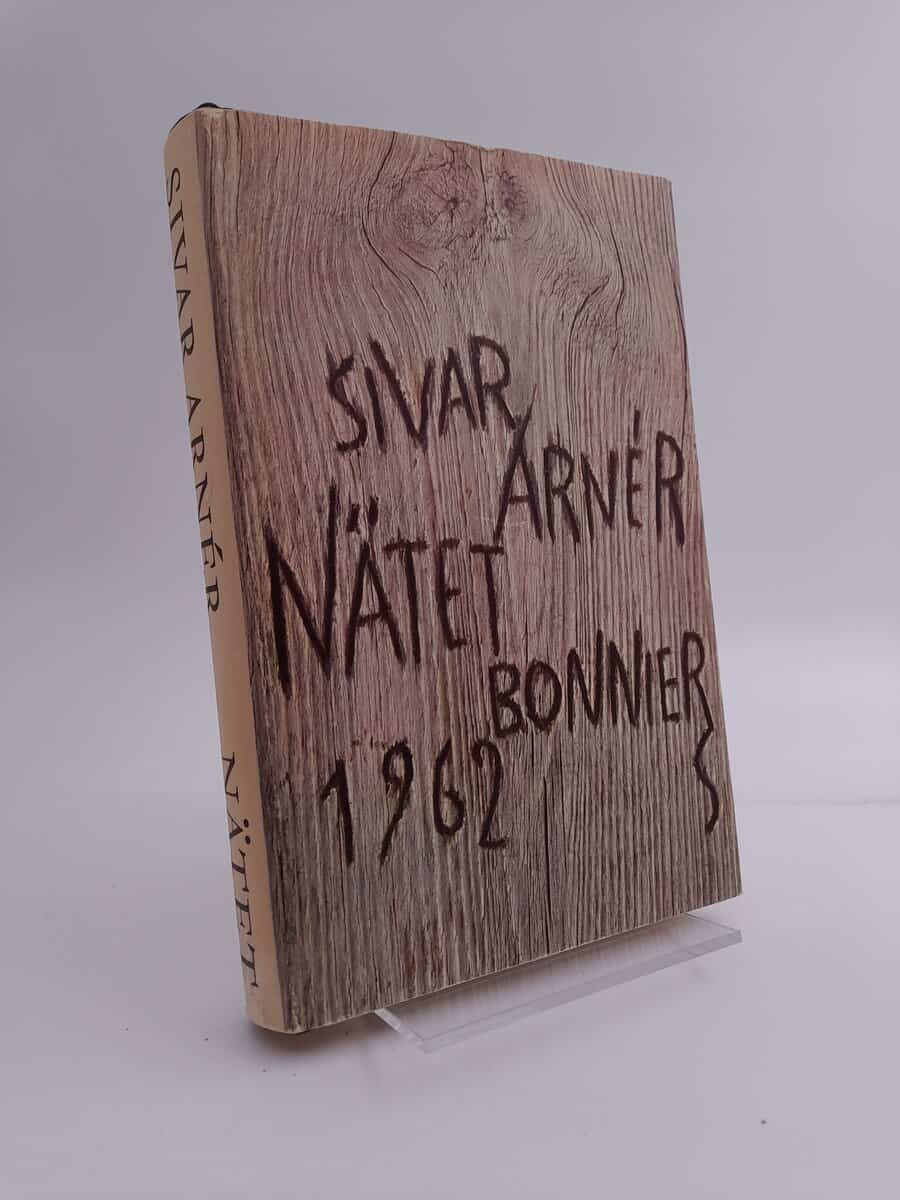 SIVAR ARNÉR NÄTET
SIVAR
ARNÉR
NÄTET
BONNIERS
1962